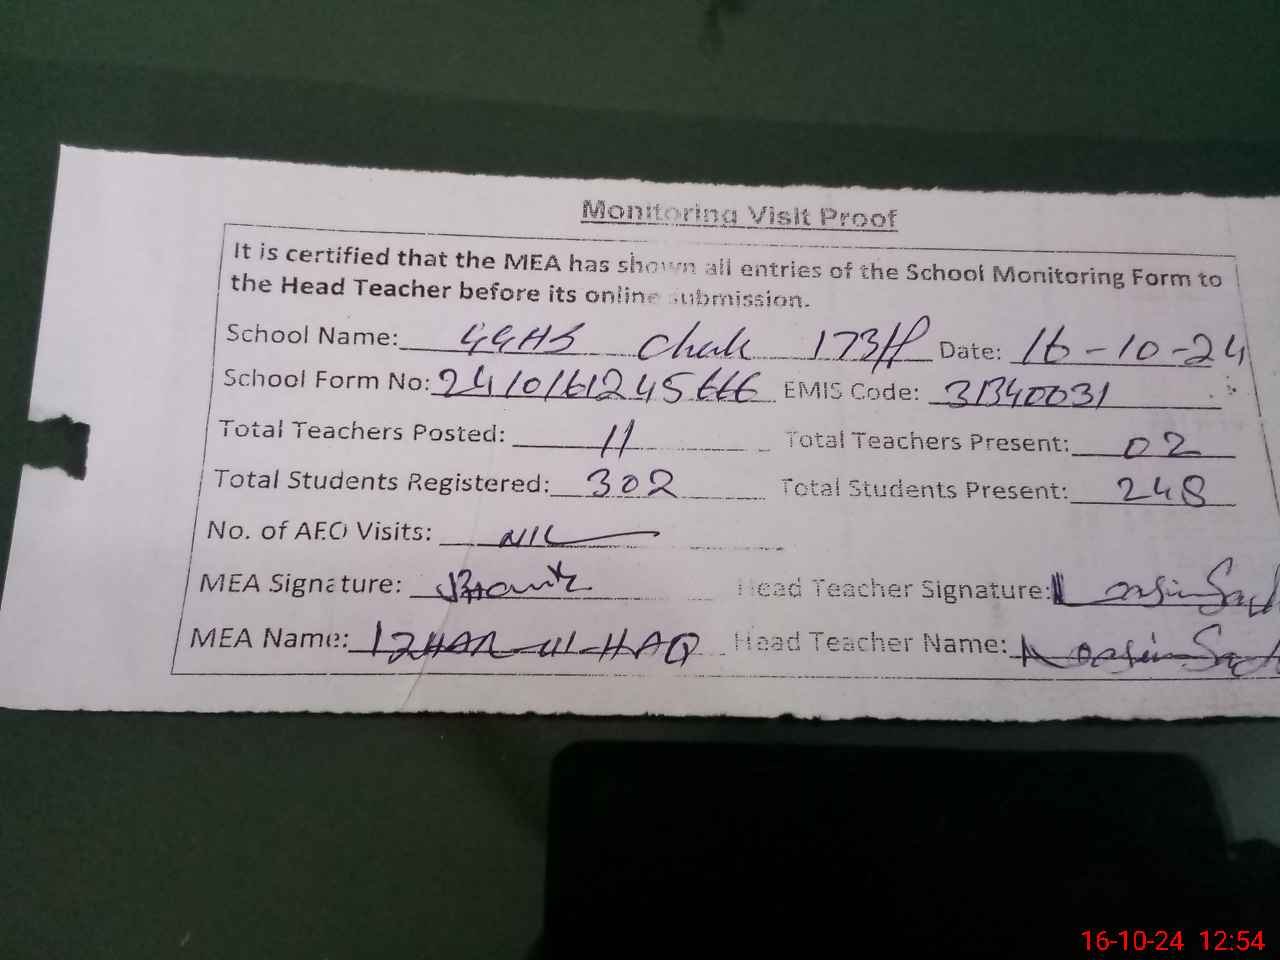 Monitoring Visit Proof
It is certified that the MEA has shown all entries of the School Monitoring Form to
the Head Teacher before its online submission.
School Name: GGHS Chak 173/P Date: 16-10-24
School Form No: 2410161245666 EMIS Code: 31340031
Total Teachers Posted: 11 Total Teachers Present: 02
Total Students Registered: 302 Total Students Present: 248
No. of AEO Visits: NIL
MEA Signature: Head Teacher Signature:
MEA Name: IZHAR-UL-HAQ Head Teacher Name:
16-10-24 12:54